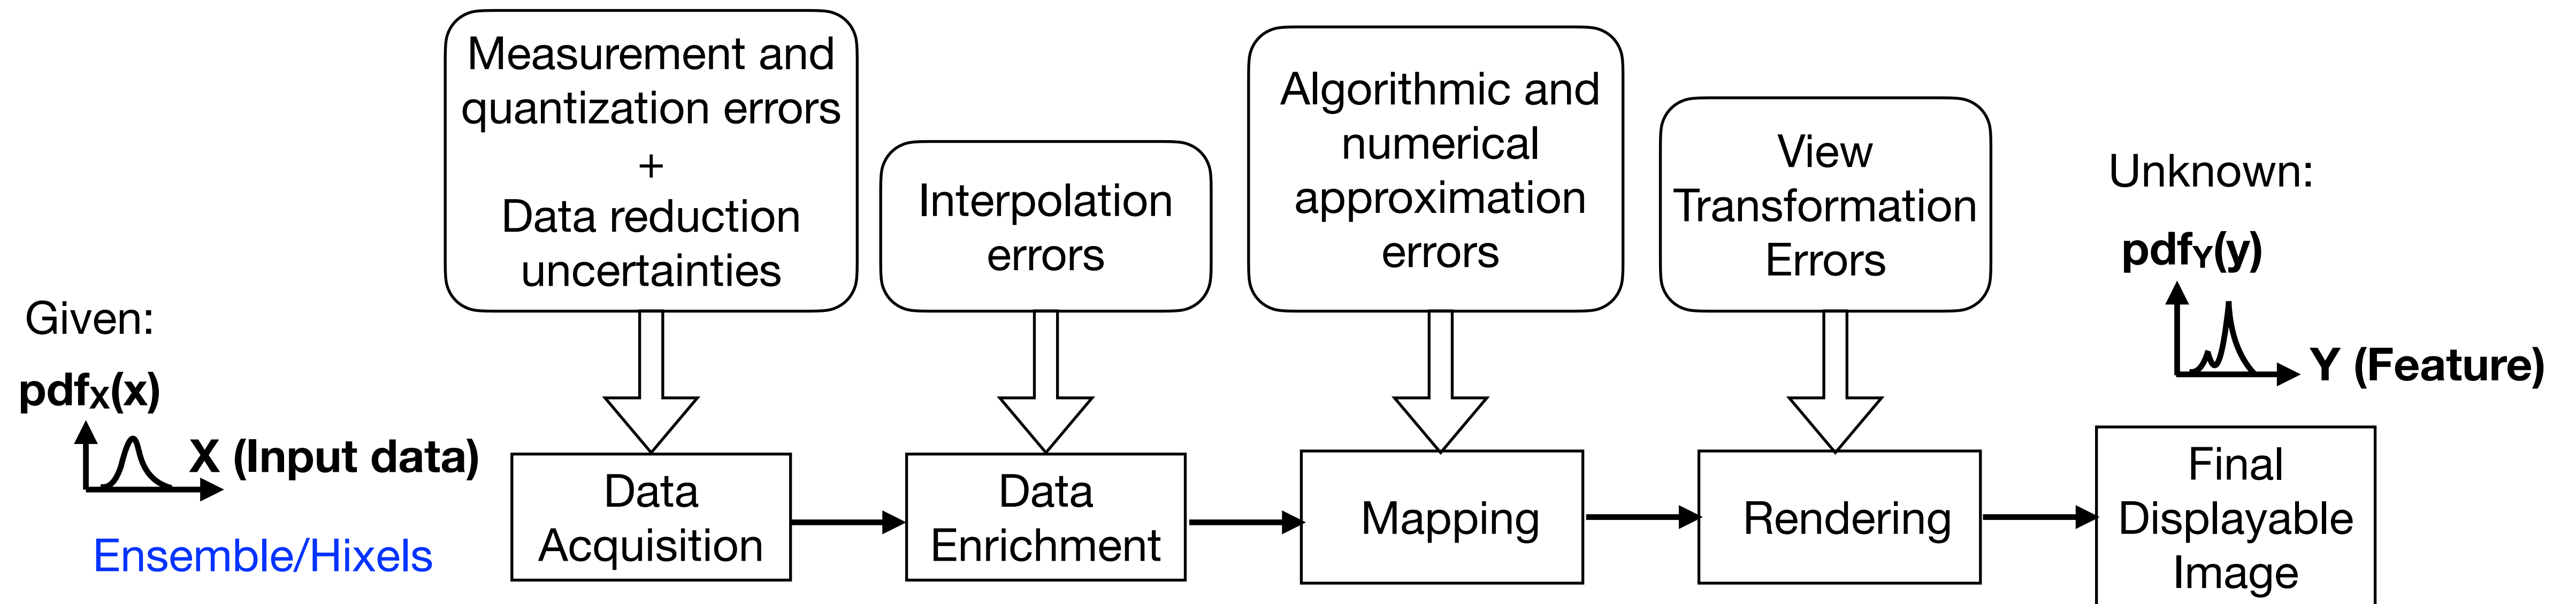 Given:
pdfX(x)
X (Input data)
Ensemble/Hixels
Measurement and
quantization errors
+
Data reduction
uncertainties
Data
Acquisition
Interpolation
errors
Data
Enrichment
Algorithmic and
numerical
approximation
errors
Mapping
View
Transformation
Errors
Rendering
Unknown:
pdfY(y)
Y (Feature)
Final
Displayable
Image